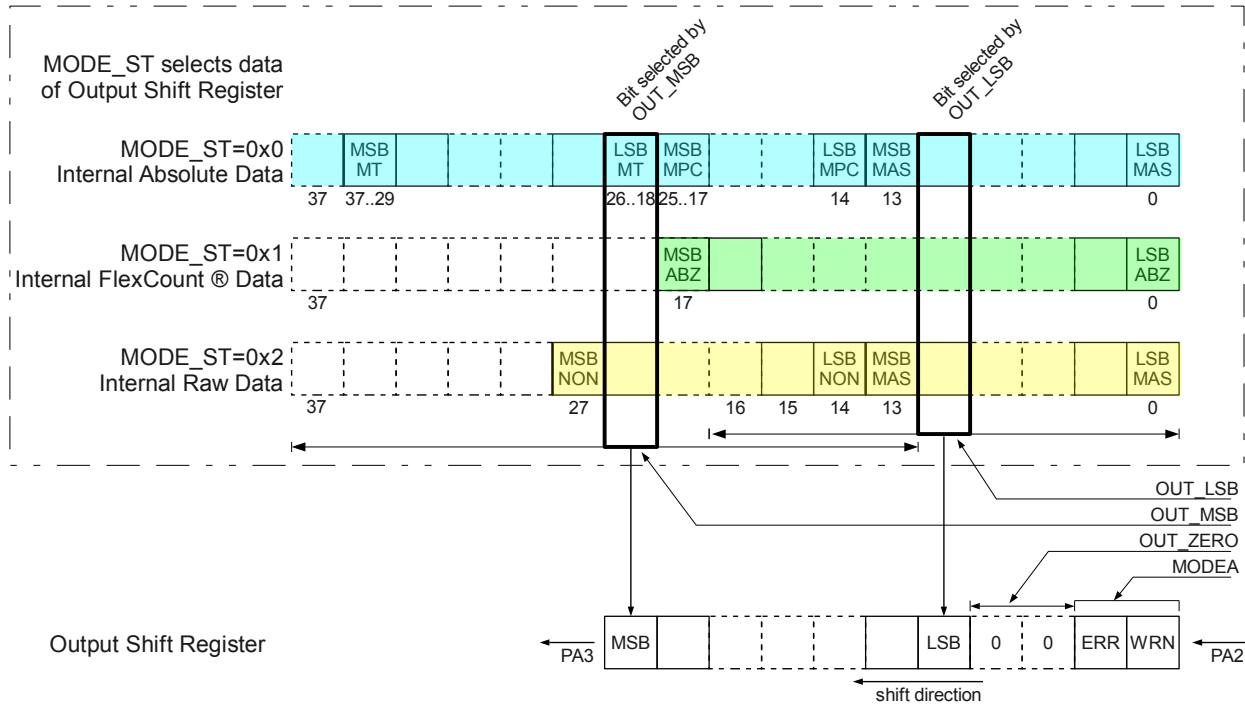 MODE_ST selects data
of Output Shift Register
Bit selected by
OUT_MSB
Bit selected by
OUT_LSB
MODE_ST=0x0
Internal Absolute Data
MSB MT
LSB MT
MSB MPC
LSB MPC
MSB MAS
LSB MAS
37 37..29 26..18 25..17 14 13 0
MODE_ST=0x1
Internal FlexCount ® Data
MSB ABZ
LSB ABZ
37 17 0
MODE_ST=0x2
Internal Raw Data
MSB NON
LSB NON
MSB MAS
LSB MAS
37 27 16 15 14 13 0
OUT_LSB
OUT_MSB
OUT_ZERO
MODEA
Output Shift Register
PA3
MSB LSB 0 0 ERR WRN
PA2
shift direction